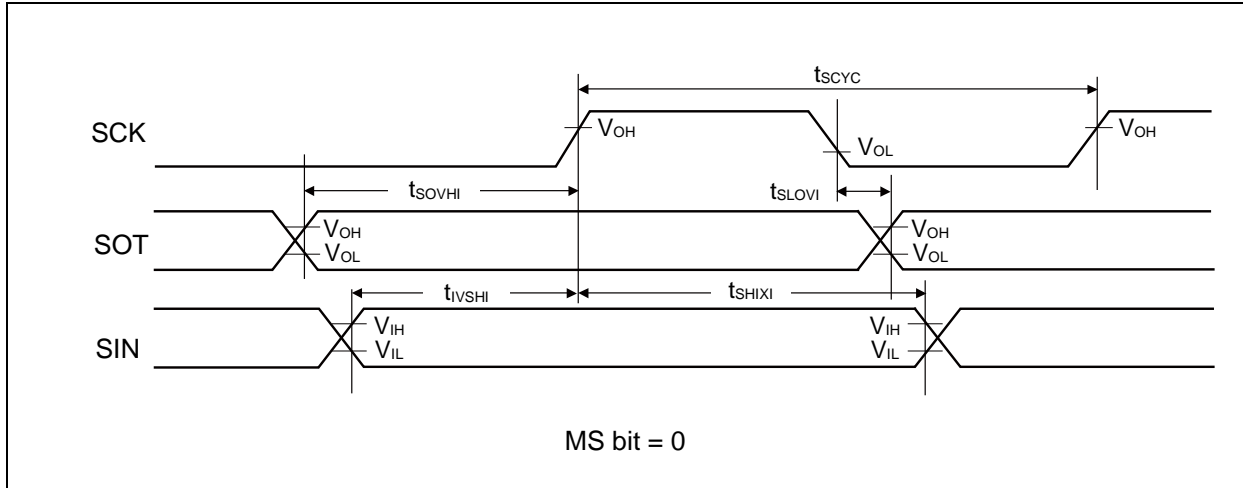 tSCYC
SCK
VOH
VOL
VOH
tSOVHI
tSLOVI
SOT
VOH
VOL
VOH
VOL
tIVSHI
tSHIXI
SIN
VIH
VIL
VIH
VIL
MS bit = 0